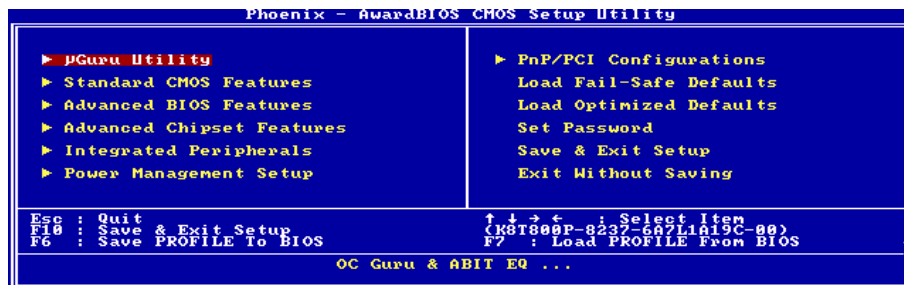 Phoenix - AwardBIOS CMOS Setup Utility
► µGuru Utility
► Standard CMOS Features
► Advanced BIOS Features
► Advanced Chipset Features
► Integrated Peripherals
► Power Management Setup
► PnP/PCI Configurations
Load Fail-Safe Defaults
Load Optimized Defaults
Set Password
Save & Exit Setup
Exit Without Saving
Esc : Quit
F10 : Save & Exit Setup
F6 : Save PROFILE To BIOS
↑ ↓ → ← : Select Item
(K8T800P-8237-6A7L1A19C-00)
F7 : Load PROFILE From BIOS
OC Guru & ABIT EQ ...